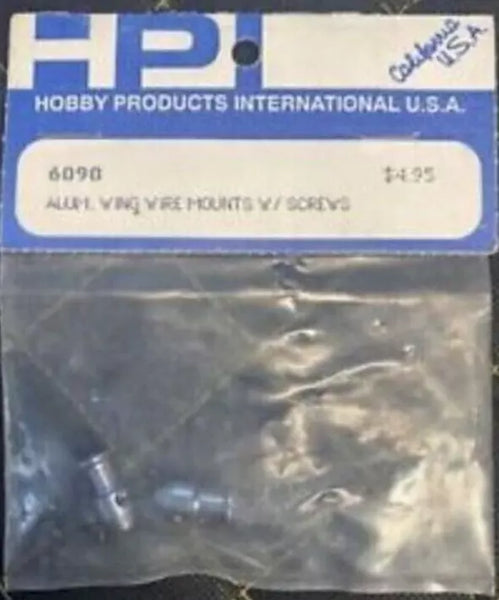 HPI
California
U.S.A
HOBBY PRODUCTS INTERNATIONAL U.S.A.
6090 $4.95
ALUM. WING WIRE MOUNTS W/ SCREWS